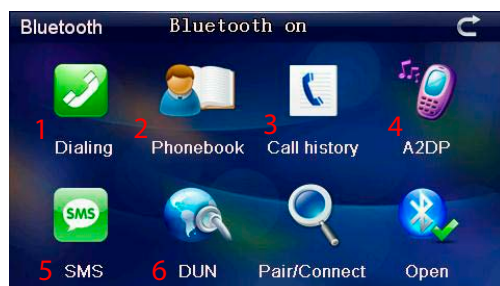 Bluetooth Bluetooth on
1 2 3 4
Dialing Phonebook Call history A2DP
SMS
5 SMS 6 DUN Pair/Connect Open